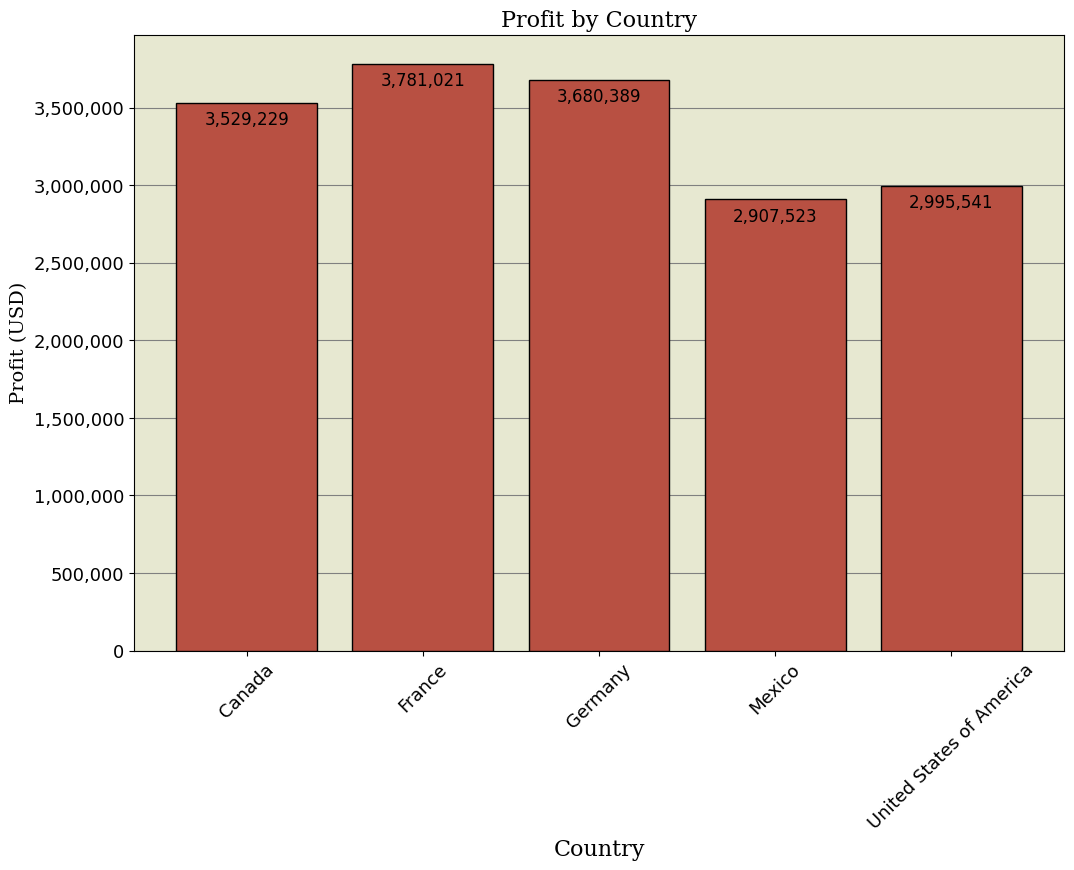 Profit by Country
Profit (USD)
3,500,000
3,000,000
2,500,000
2,000,000
1,500,000
1,000,000
500,000
0
3,529,229
3,781,021
3,680,389
2,907,523
2,995,541
Canada
France
Germany
Mexico
United States of America
Country